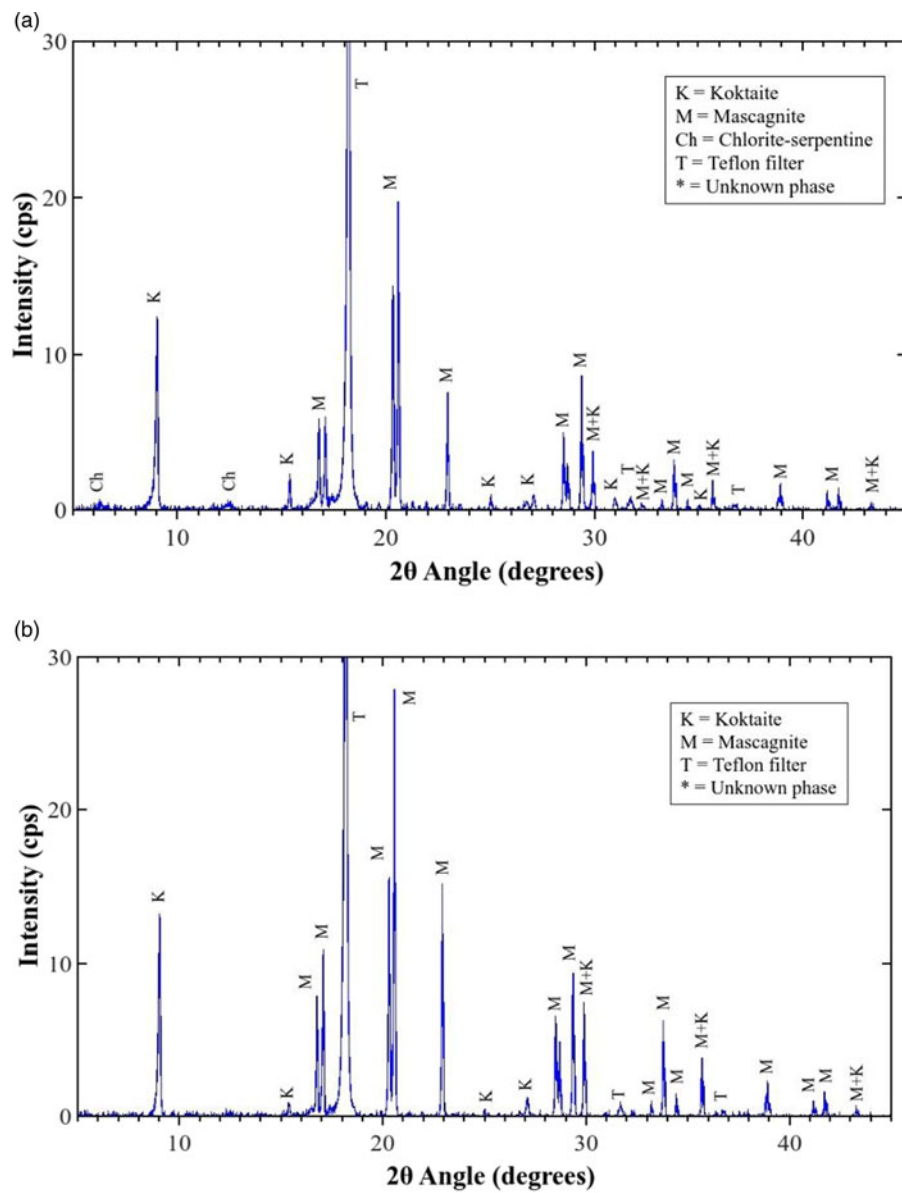 (a)
30
20
10
0
Intensity (cps)
10
20
30
40
2θ Angle (degrees)
K = Koktaite
M = Mascagnite
Ch = Chlorite-serpentine
T = Teflon filter
* = Unknown phase
Ch
K
Ch
K
M
T
M
M
K
K
M
M
M+K
K
T
M+K
M
M
M
K
M+K
T
M
M+K
(b)
30
20
10
0
Intensity (cps)
10
20
30
40
2θ Angle (degrees)
K = Koktaite
M = Mascagnite
T = Teflon filter
* = Unknown phase
K
K
M
M
T
M
M
M
K
K
M
M
M+K
T
M
M
M
M+K
T
M
M
M
M+K